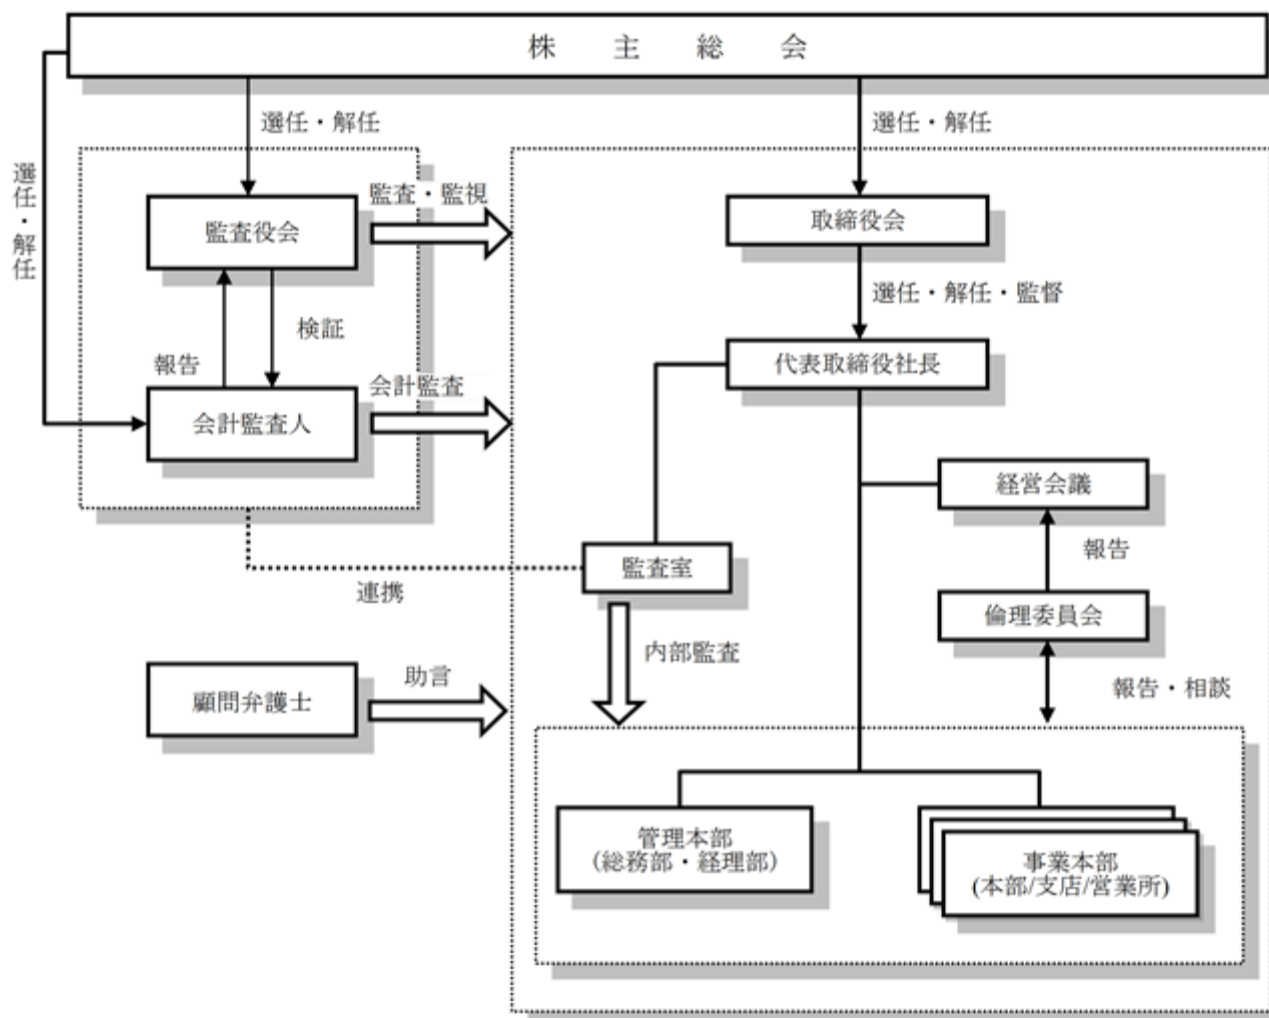 株主総会
選任・解任
選任・解任
選任・解任
監査・監視
監査役会
取締役会
選任・解任・監督
検証
報告
代表取締役社長
会計監査
会計監査人
経営会議
報告
監査室
連携
倫理委員会
内部監査
助言
報告・相談
顧問弁護士
管理本部
(総務部・経理部)
事業本部
(本部/支店/営業所)